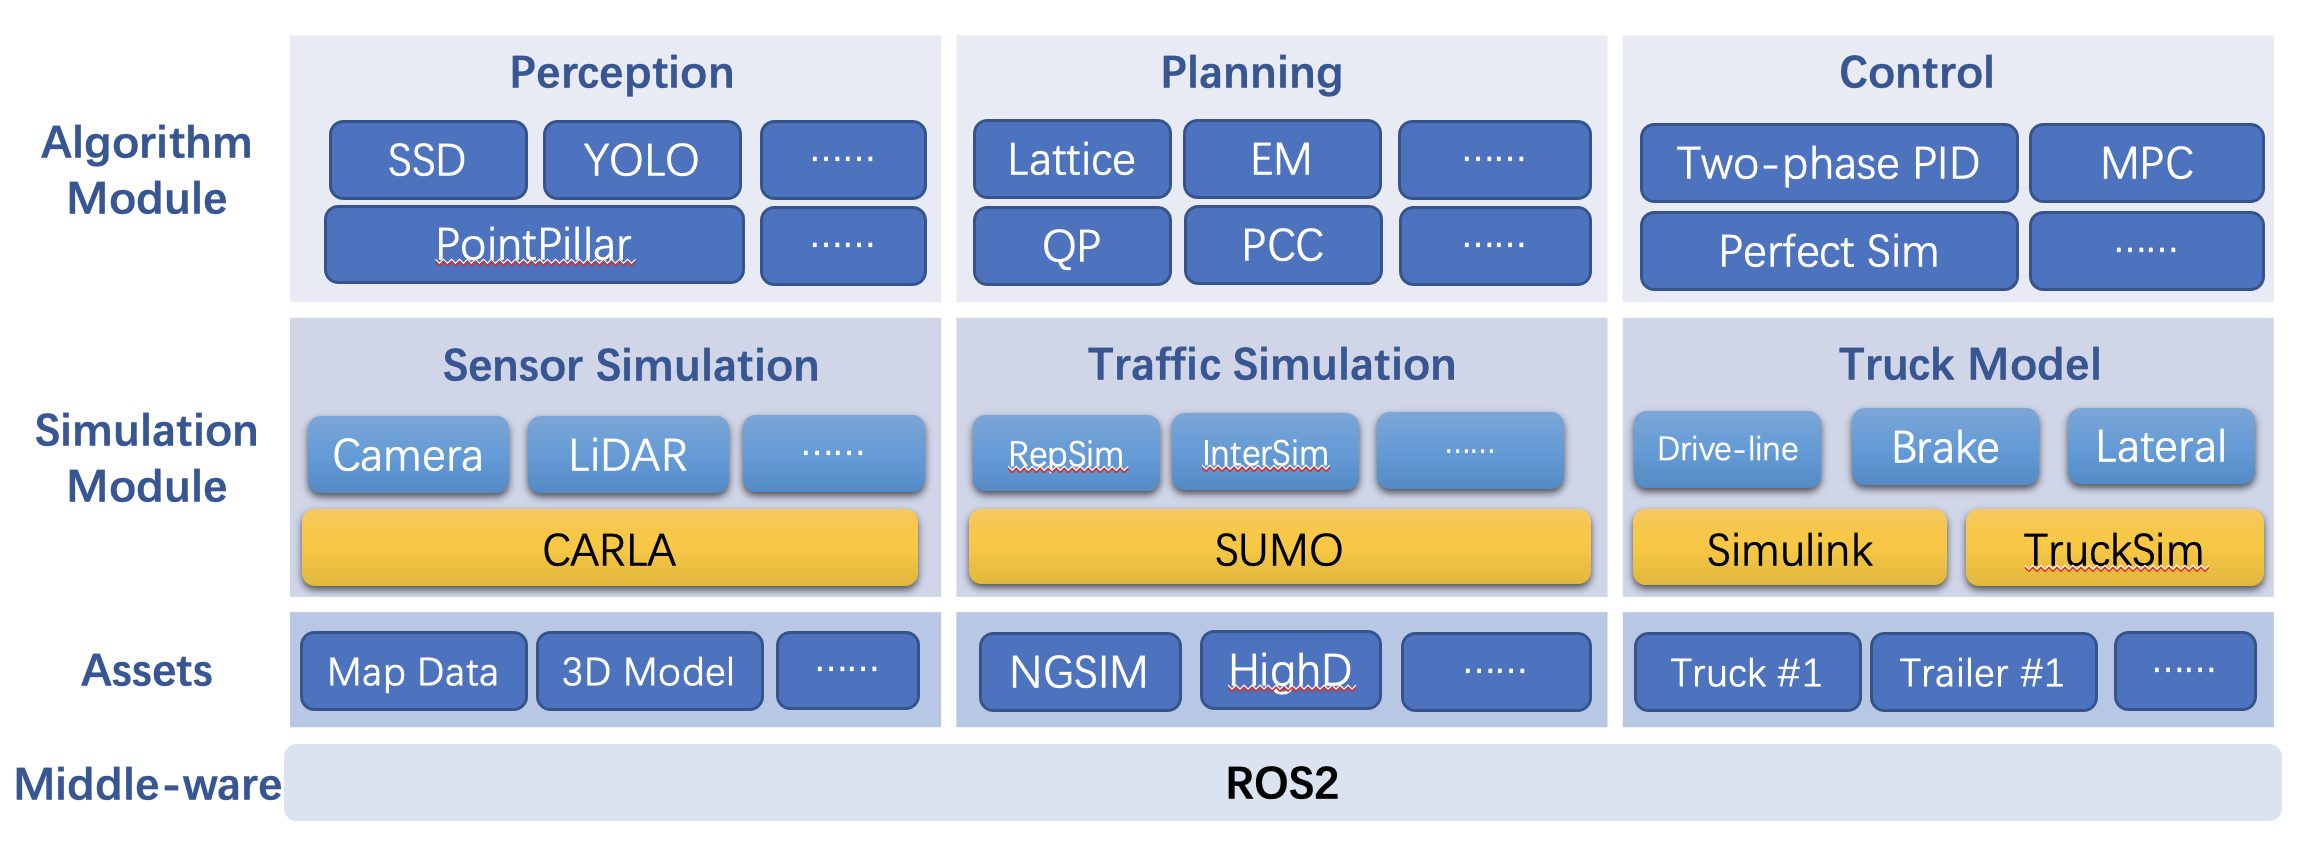 Perception
Planning
Control
Algorithm
Module
SSD
YOLO
......
Lattice
EM
......
Two-phase PID
MPC
PointPillar
......
QP
PCC
......
Perfect Sim
......
Simulation
Module
Sensor Simulation
Traffic Simulation
Truck Model
Camera
LiDAR
......
RepSim
InterSim
......
Drive-line
Brake
Lateral
CARLA
SUMO
Simulink
TruckSim
Assets
Map Data
3D Model
......
NGSIM
HighD
......
Truck #1
Trailer #1
......
Middle-ware
ROS2